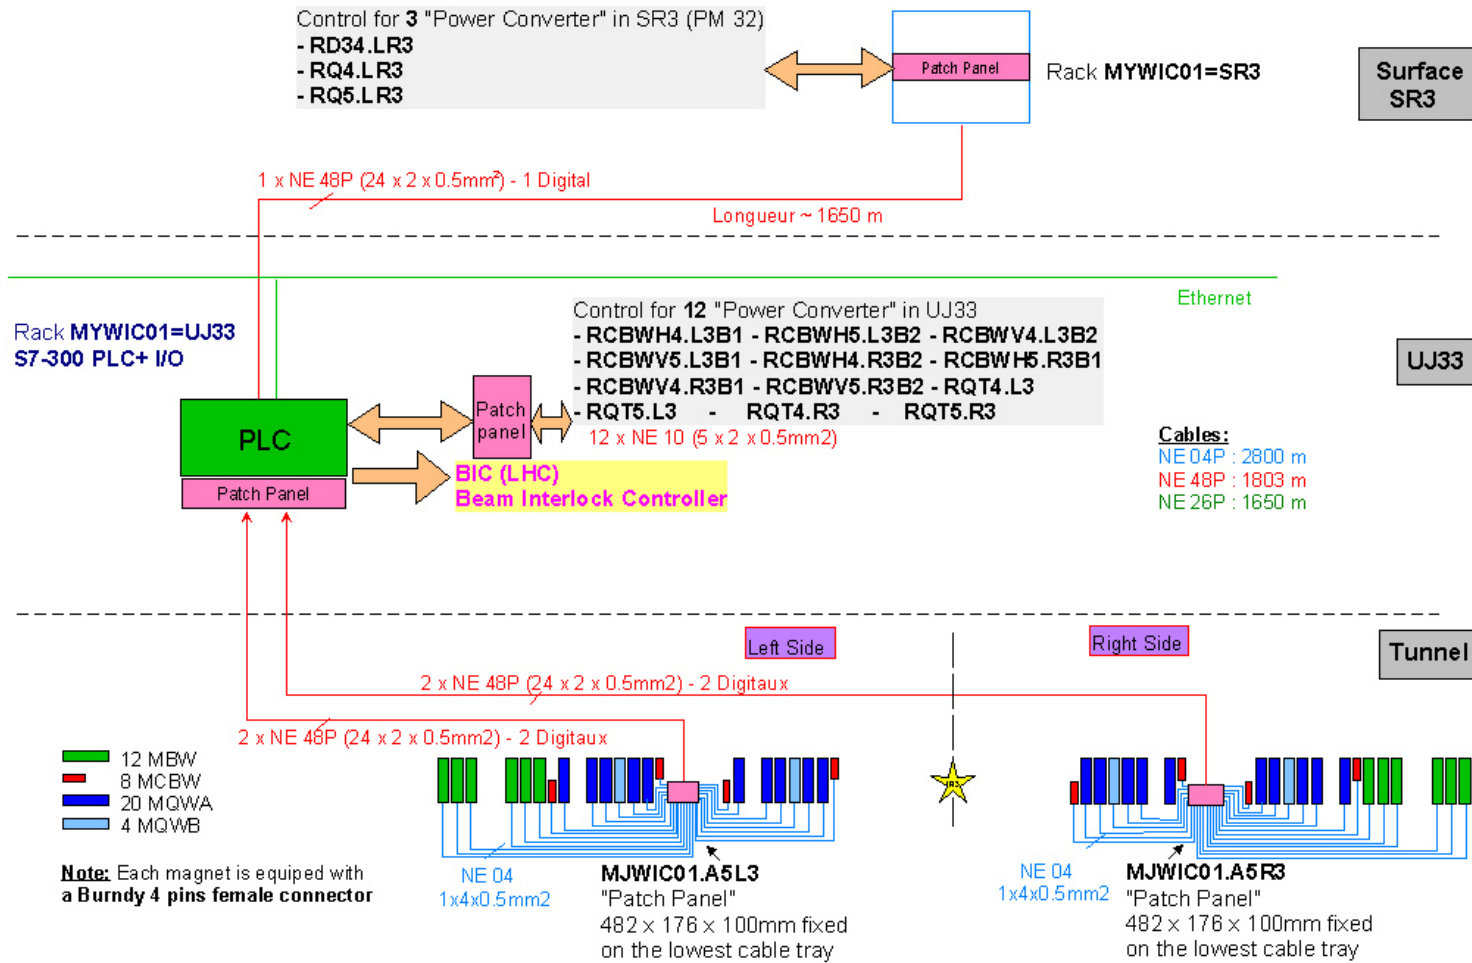 Control for 3 "Power Converter" in SR3 (PM 32)
- RD34.LR3
- RQ4.LR3
- RQ5.LR3
Patch Panel
Rack MYWIC01=SR3
Surface
SR3
1 x NE 48P (24 x 2 x 0.5mm²) - 1 Digital
Longueur ~ 1650 m
Ethernet
Rack MYWIC01=UJ33
S7-300 PLC+ I/O
Control for 12 "Power Converter" in UJ33
- RCBWH4.L3B1 - RCBWH5.L3B2 - RCBWV4.L3B2
- RCBWV5.L3B1 - RCBWH4.R3B2 - RCBWH5.R3B1
- RCBWV4.R3B1 - RCBWV5.R3B2 - RQT4.L3
- RQT5.L3 - RQT4.R3 - RQT5.R3
UJ33
PLC
Patch
panel
12 x NE 10 (5 x 2 x 0.5mm2)
Patch Panel
BIC (LHC)
Beam Interlock Controller
Cables:
NE 04P : 2800 m
NE 48P : 1803 m
NE 26P : 1650 m
Left Side
Right Side
Tunnel
2 x NE 48P (24 x 2 x 0.5mm2) - 2 Digitaux
2 x NE 48P (24 x 2 x 0.5mm2) - 2 Digitaux
12 MBW
8 MCBW
20 MQWA
4 MQWB
IR3
Note: Each magnet is equiped with
a Burndy 4 pins female connector
NE 04
1x4x0.5mm2
MJWIC01.A5L3
"Patch Panel"
482 x 176 x 100mm fixed
on the lowest cable tray
NE 04
1x4x0.5mm2
MJWIC01.A5R3
"Patch Panel"
482 x 176 x 100mm fixed
on the lowest cable tray